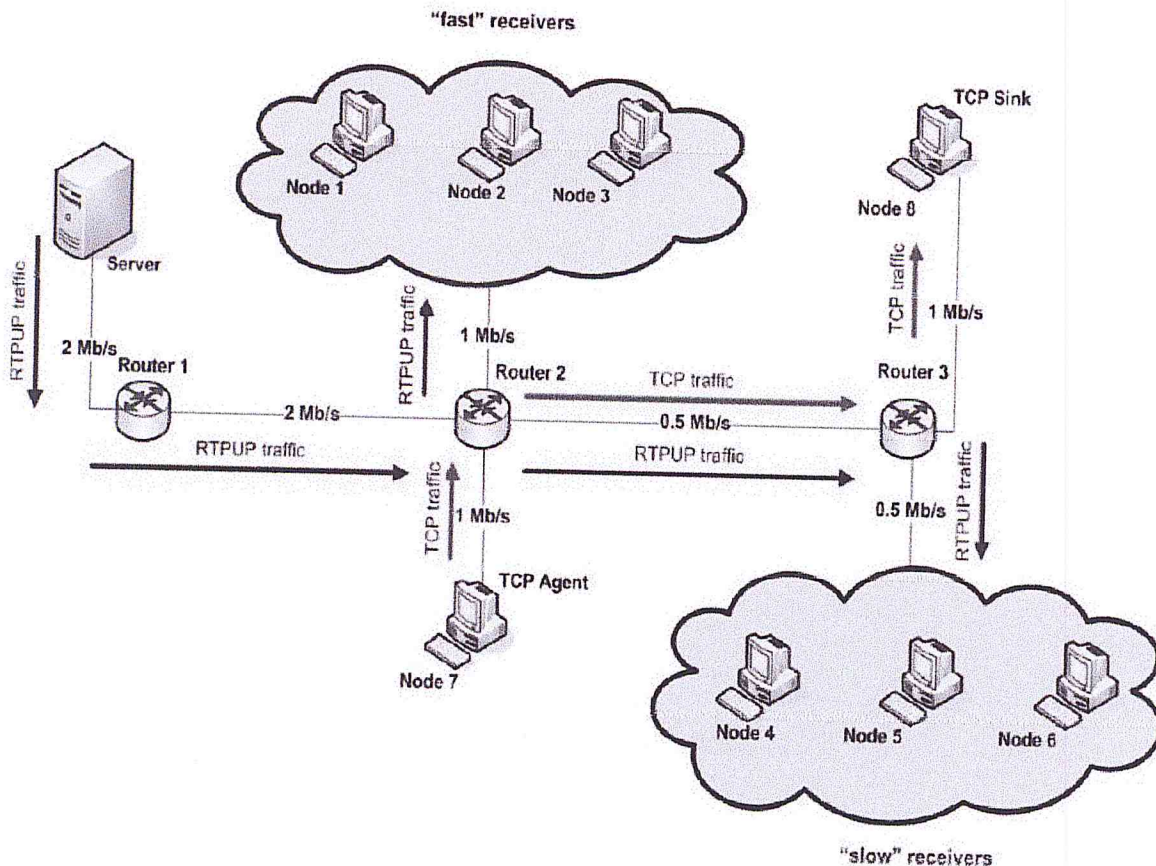 “fast” receivers
TCP Sink
Node 1
Node 2
Node 3
Node 8
Server
RTPUP traffic
2 Mb/s
Router 1
RTPUP traffic
1 Mb/s
Router 2
TCP traffic
TCP traffic
1 Mb/s
Router 3
2 Mb/s
0.5 Mb/s
RTPUP traffic
RTPUP traffic
TCP traffic
1 Mb/s
0.5 Mb/s
RTPUP traffic
TCP Agent
Node 7
Node 4
Node 5
Node 6
“slow” receivers